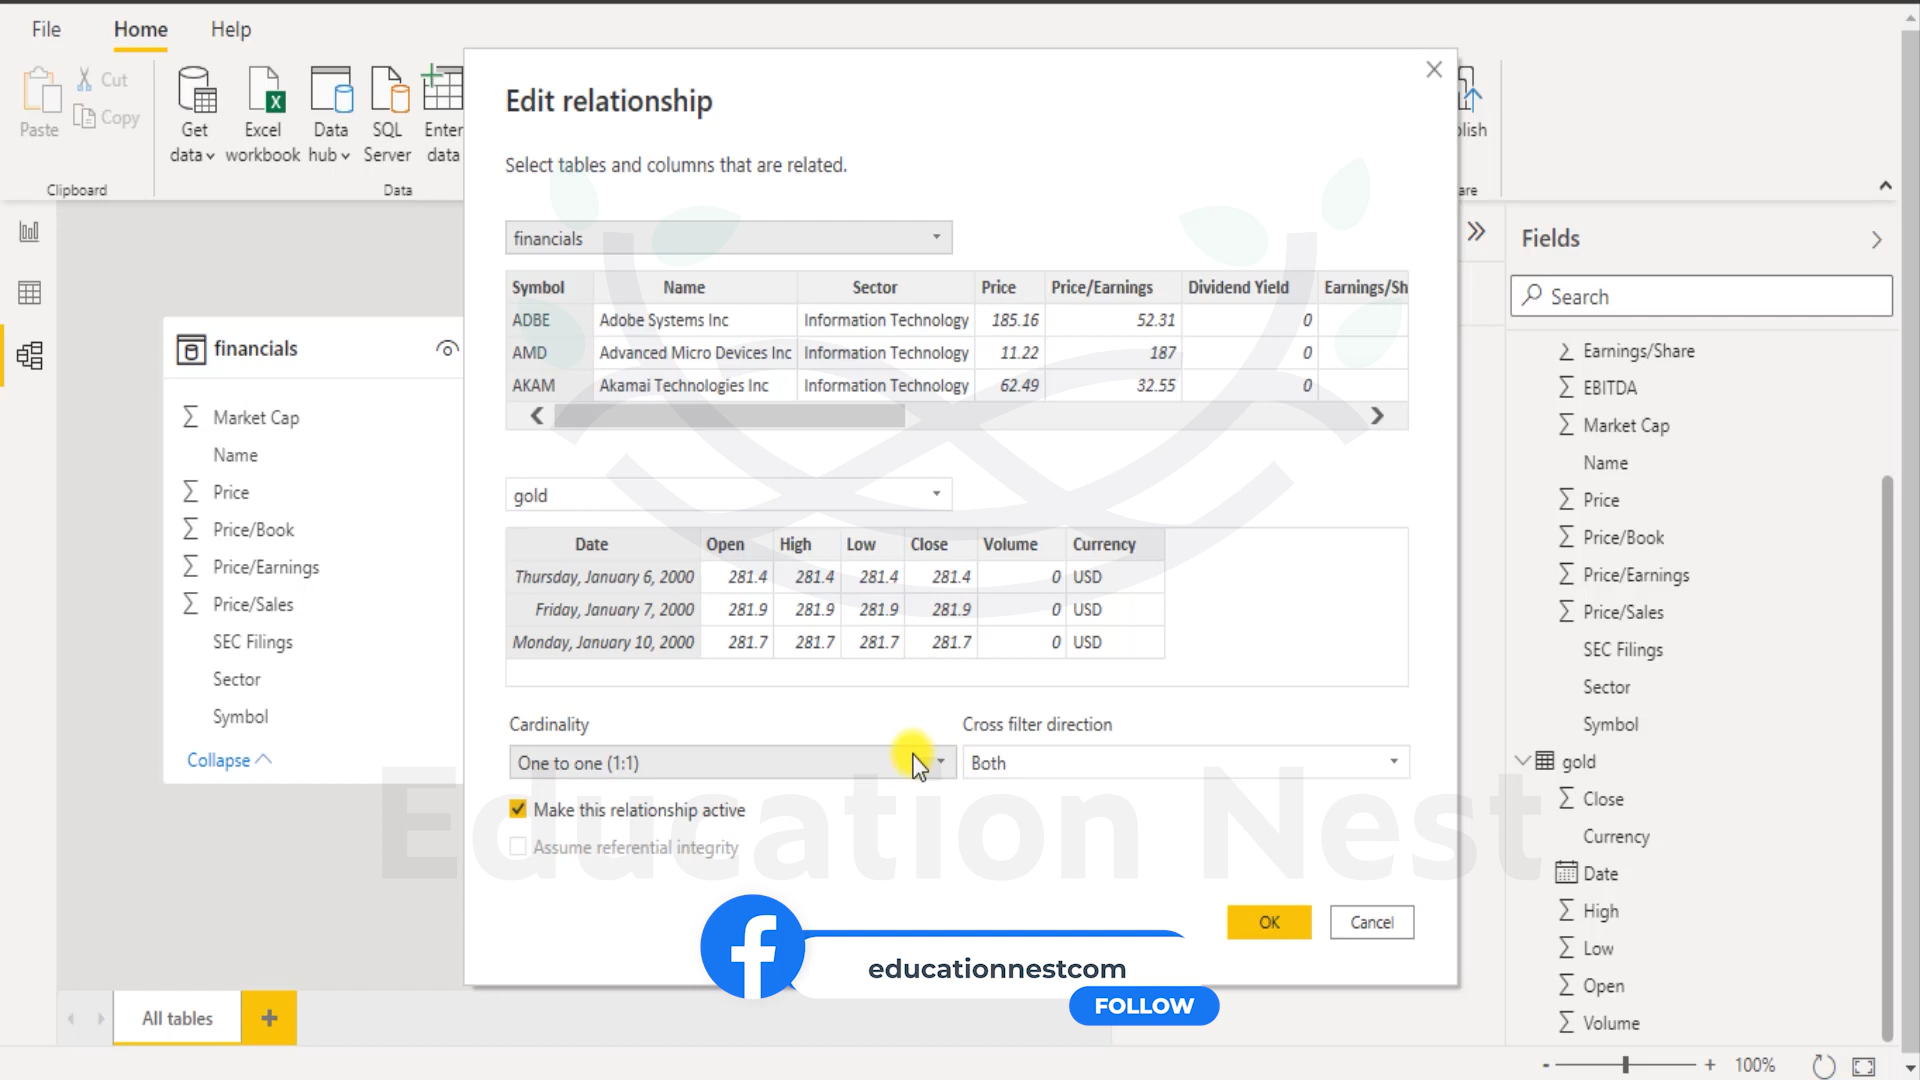 File Home Help
Paste Cut Copy
Clipboard
Get data
Excel workbook
Data hub
SQL Server
Enter data
Data
lish
are
Edit relationship
Select tables and columns that are related.
financials
Symbol Name Sector Price Price/Earnings Dividend Yield Earnings/Sh
ADBE Adobe Systems Inc Information Technology 185.16 52.31 0
AMD Advanced Micro Devices Inc Information Technology 11.22 187 0
AKAM Akamai Technologies Inc Information Technology 62.49 32.55 0
gold
Date Open High Low Close Volume Currency
Thursday, January 6, 2000 281.4 281.4 281.4 281.4 0 USD
Friday, January 7, 2000 281.9 281.9 281.9 281.9 0 USD
Monday, January 10, 2000 281.7 281.7 281.7 281.7 0 USD
Cardinality Cross filter direction
One to one (1:1) Both
Make this relationship active
Assume referential integrity
OK Cancel
financials
Market Cap
Name
Price
Price/Book
Price/Earnings
Price/Sales
SEC Filings
Sector
Symbol
Collapse
Fields
Search
Earnings/Share
EBITDA
Market Cap
Name
Price
Price/Book
Price/Earnings
Price/Sales
SEC Filings
Sector
Symbol
gold
Close
Currency
Date
High
Low
Open
Volume
Education Nest
educationnestcom
FOLLOW
All tables +
- + 100%